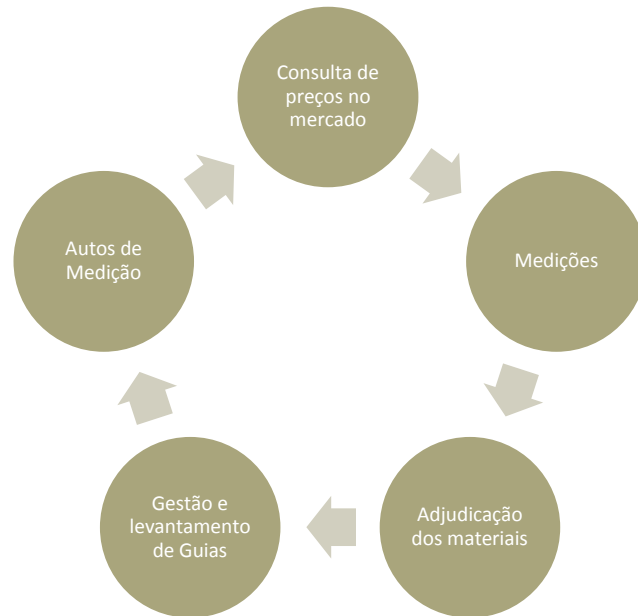 Consulta de
preços no
mercado
Medições
Adjudicação
dos materiais
Gestão e
levantamento
de Guias
Autos de
Medição